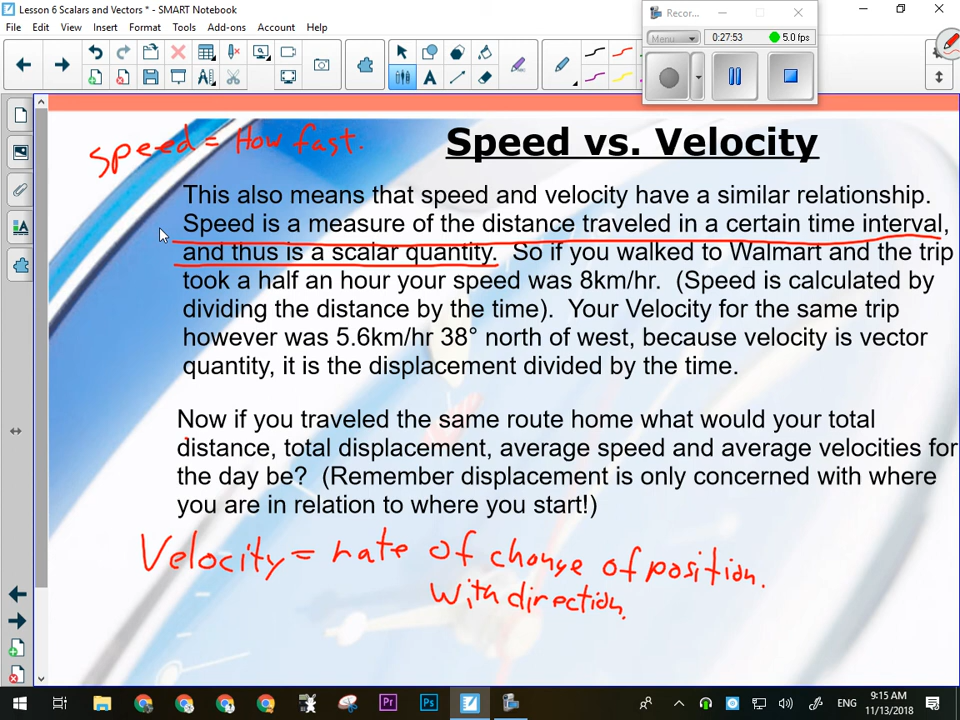 Lesson 6 Scalars and Vectors * - SMART Notebook
File Edit View Insert Format Tools Add-ons Account Help
Recor...
Menu
0:27:53
5.0 fps
speed = How fast.
Speed vs. Velocity
This also means that speed and velocity have a similar relationship.
Speed is a measure of the distance traveled in a certain time interval,
and thus is a scalar quantity. So if you walked to Walmart and the trip
took a half an hour your speed was 8km/hr. (Speed is calculated by
dividing the distance by the time). Your Velocity for the same trip
however was 5.6km/hr 38° north of west, because velocity is vector
quantity, it is the displacement divided by the time.
Now if you traveled the same route home what would your total
distance, total displacement, average speed and average velocities for
the day be? (Remember displacement is only concerned with where
you are in relation to where you start!)
Velocity = rate of change of position.
with direction.
ENG
9:15 AM
11/13/2018